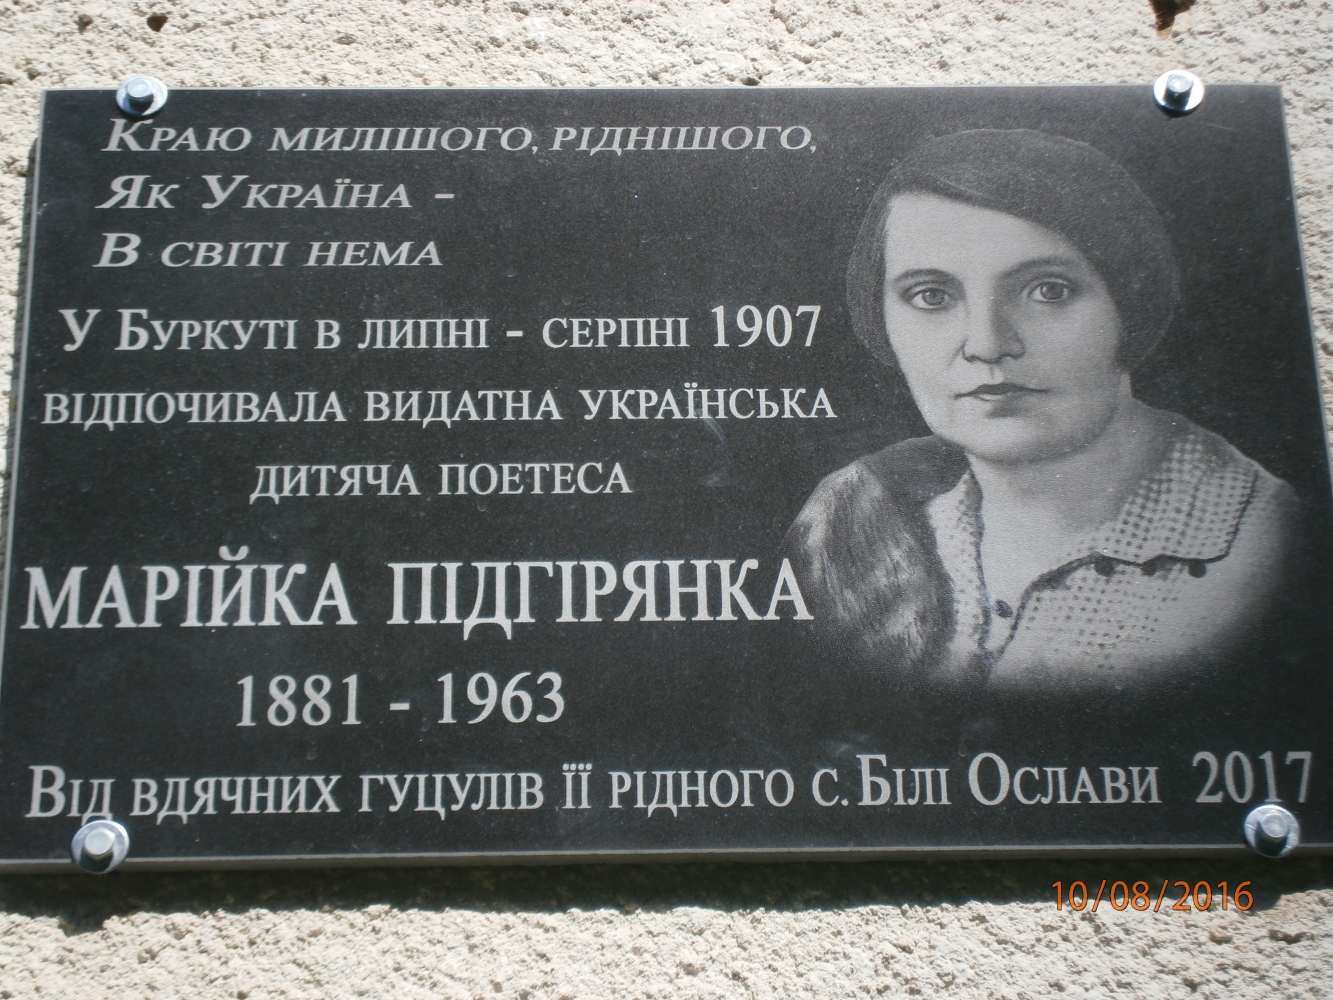 Краю милішого, ріднішого,
Як Україна -
В світі нема
У Буркуті в липні - серпні 1907
відпочивала видатна українська
дитяча поетеса
МАРІЙКА ПІДГІРЯНКА
1881 - 1963
Від вдячних гуцулів її рідного с. Білі Ослави 2017
10/08/2016